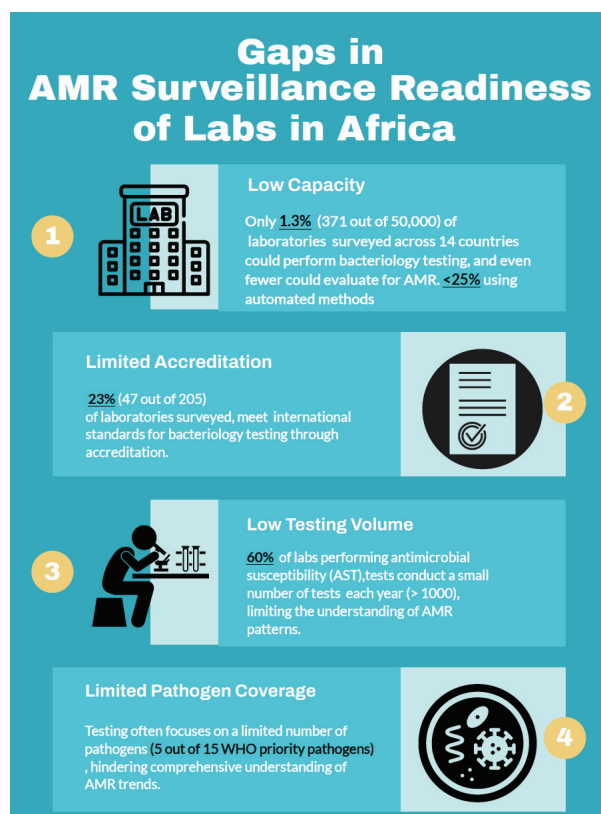 Gaps in
AMR Surveillance Readiness
of Labs in Africa
1
LAB
Low Capacity
Only 1.3% (371 out of 50,000) of
laboratories surveyed across 14 countries
could perform bacteriology testing, and even
fewer could evaluate for AMR. <25% using
automated methods
Limited Accreditation
23% (47 out of 205)
of laboratories surveyed, meet international
standards for bacteriology testing through
accreditation.
2
3
Low Testing Volume
60% of labs performing antimicrobial
susceptibility (AST),tests conduct a small
number of tests each year (> 1000),
limiting the understanding of AMR
patterns.
Limited Pathogen Coverage
Testing often focuses on a limited number of
pathogens (5 out of 15 WHO priority pathogens)
, hindering comprehensive understanding of
AMR trends.
4